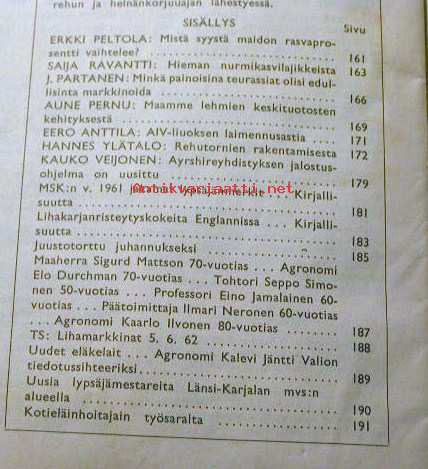 rehun ja heinänkorjuuajan lähestyessä.
SISÄLLYS
Sivu
EERKKI PELTOLA: Mistä syystä maidon rasvapro-
sentti vaihtelee? 161
SAIJA RAVANTTI: Hieman nurmikasvilajikkeista 163
J. PARTANEN: Minkä painoisina teurassiat olisi edul-
lisinta markkinoida 166
AUNE PERNU: Maamme lehmien keskituotosten
kehityksestä 169
EERO ANTTILA: AIV-liuoksen laimennusastia 171
HANNES YLÄTALO: Rehutornien rakentamisesta 172
KAUKO VEIJONEN: Ayrshireyhdistyksen jalostus-
ohjelma on uusittu 179
MSK:n v. 1961 Kirjalli-
Antiikvanjaatti.net
suutta 181
Lihakarjanristeytyskokeita Englannissa ... Kirjalli-
suutta 183
Juustotorttu juhannukseksi 185
Maaherra Sigurd Mattson 70-vuotias ... Agronomi
Elo Durchman 70-vuotias ... Tohtori Seppo Simo-
nen 50-vuotias ... Professori Eino Jamalainen 60-
vuotias ... Päätoimittaja Ilmari Neronen 60-vuotias
... Agronomi Kaarlo Ilvonen 80-vuotias 187
TS: Lihamarkkinat 5, 6, 62 188
Uudet eläkelait ... Agronomi Kalevi Jäntti Valion
tiedotussihteeriksi 189
Uusia lypsäjämestareita Länsi-Karjalan mvs:n
alueella 190
Kotieläinhoitajain työsaralta 191